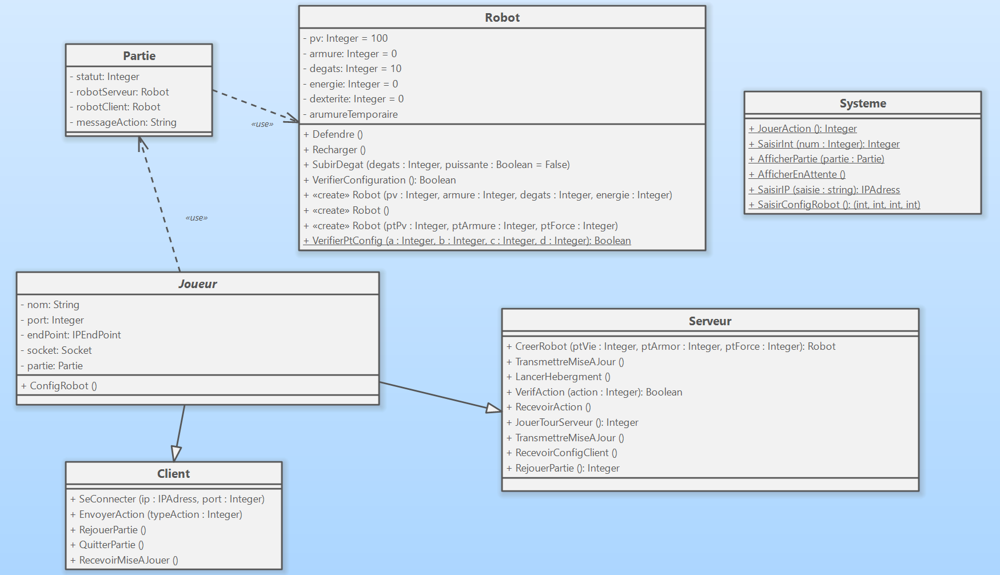 Robot
- pv: Integer = 100
- armure: Integer = 0
- degats: Integer = 10
- energie: Integer = 0
- dexterite: Integer = 0
- arumureTemporaire
+ Defendre ()
+ Recharger ()
+ SubirDegat (degats : Integer, puissante : Boolean = False)
+ VerifierConfiguration (): Boolean
+ «create» Robot (pv : Integer, armure : Integer, degats : Integer, energie : Integer)
+ «create» Robot ()
+ «create» Robot (ptPv : Integer, ptArmure : Integer, ptForce : Integer)
+ VerifierPtConfig (a : Integer, b : Integer, c : Integer, d : Integer): Boolean
Partie
- statut: Integer
- robotServeur: Robot
- robotClient: Robot
- messageAction: String
«use»
Systeme
+ JouerAction (): Integer
+ SaisirInt (num : Integer): Integer
+ AfficherPartie (partie : Partie)
+ AfficherEnAttente ()
+ SaisirIP (saisie : string): IPAdress
+ SaisirConfigRobot (): (int, int, int, int)
«use»
Joueur
- nom: String
- port: Integer
- endPoint: IPEndPoint
- socket: Socket
- partie: Partie
+ ConfigRobot ()
Serveur
+ CreerRobot (ptVie : Integer, ptArmor : Integer, ptForce : Integer): Robot
+ TransmettreMiseAJour ()
+ LancerHebergment ()
+ VerifAction (action : Integer): Boolean
+ RecevoirAction ()
+ JouerTourServeur (): Integer
+ TransmettreMiseAJour ()
+ RecevoirConfigClient ()
+ RejouerPartie (): Integer
Client
+ SeConnecter (ip : IPAdress, port : Integer)
+ EnvoyerAction (typeAction : Integer)
+ RejouerPartie ()
+ QuitterPartie ()
+ RecevoirMiseAJouer ()